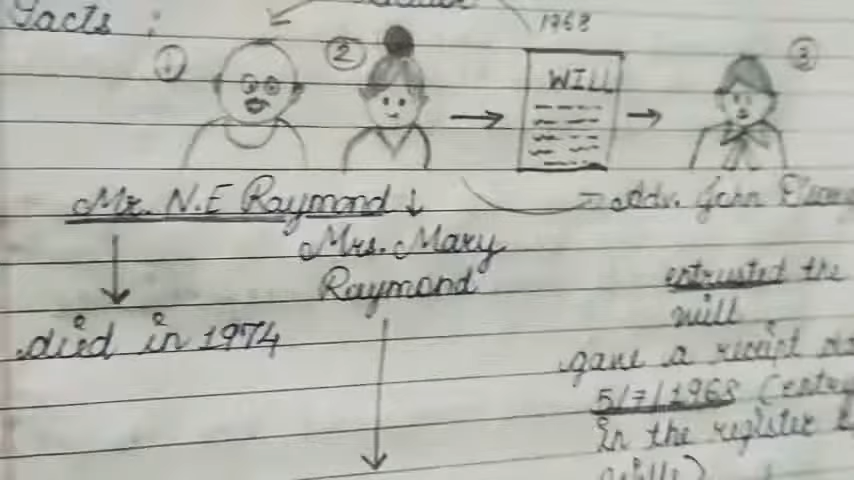 Facts :
1968
①
②
③
WILL
Mr. N.E Raymond
Adv. John
Mrs. Mary
Raymond
entrusted the
will
died in 1974
gave a receipt
5/7/1968
In the register